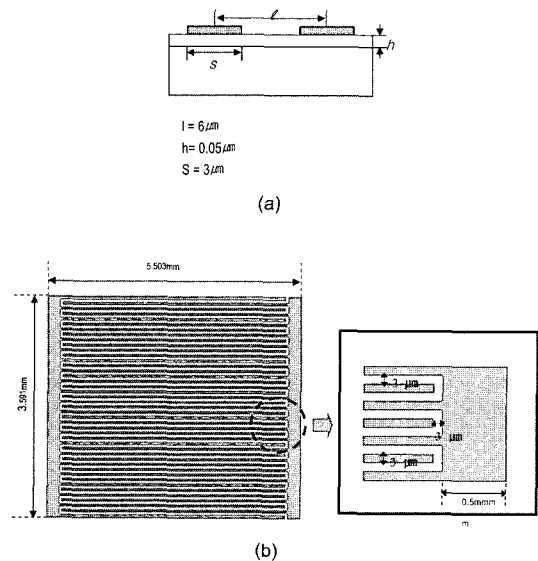 l
h
S
l = 6㎛
h= 0.05㎛
S = 3㎛
(a)
5.503mm
3.591mm
3 μm
3 μm
3 μm
0.5mmm
m
(b)